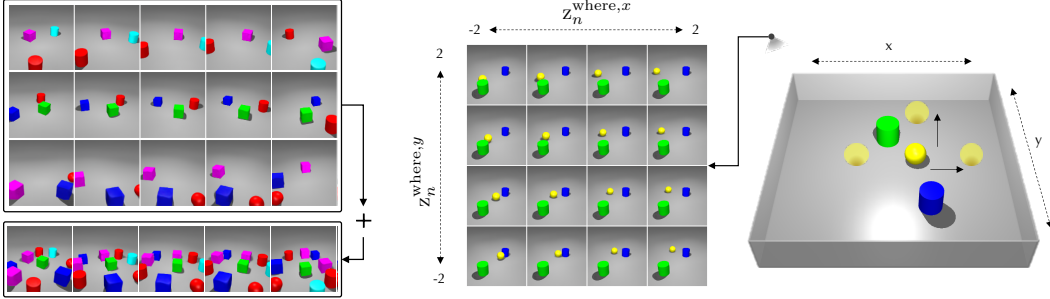 +
z_n^{where,x}
-2
2
2
z_n^{where,y}
-2
x
y